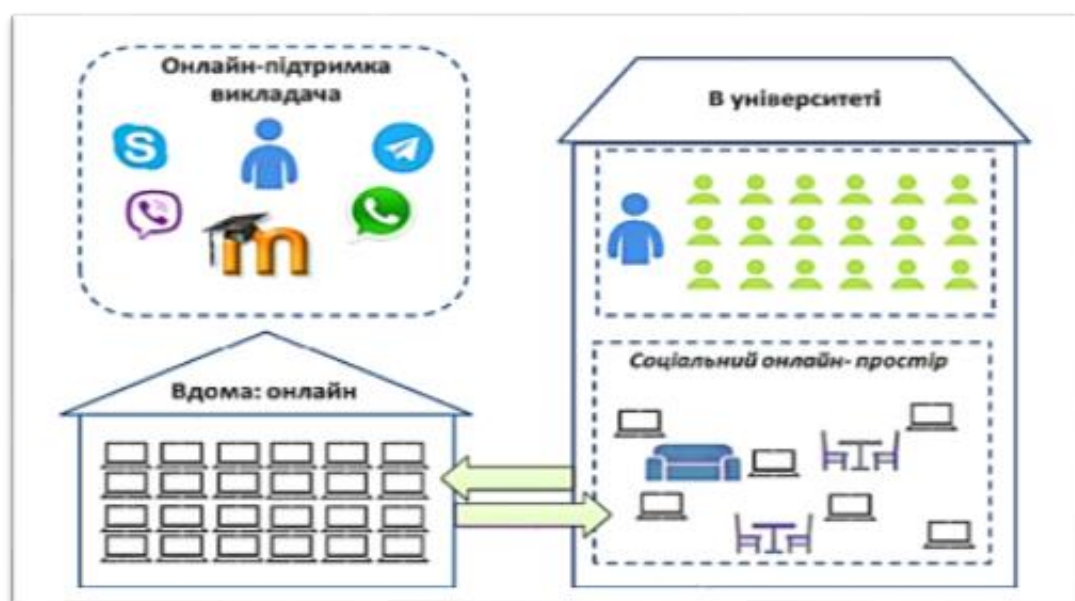 Онлайн-підтримка
викладача
В університеті
Вдома: онлайн
Соціальний онлайн- простір